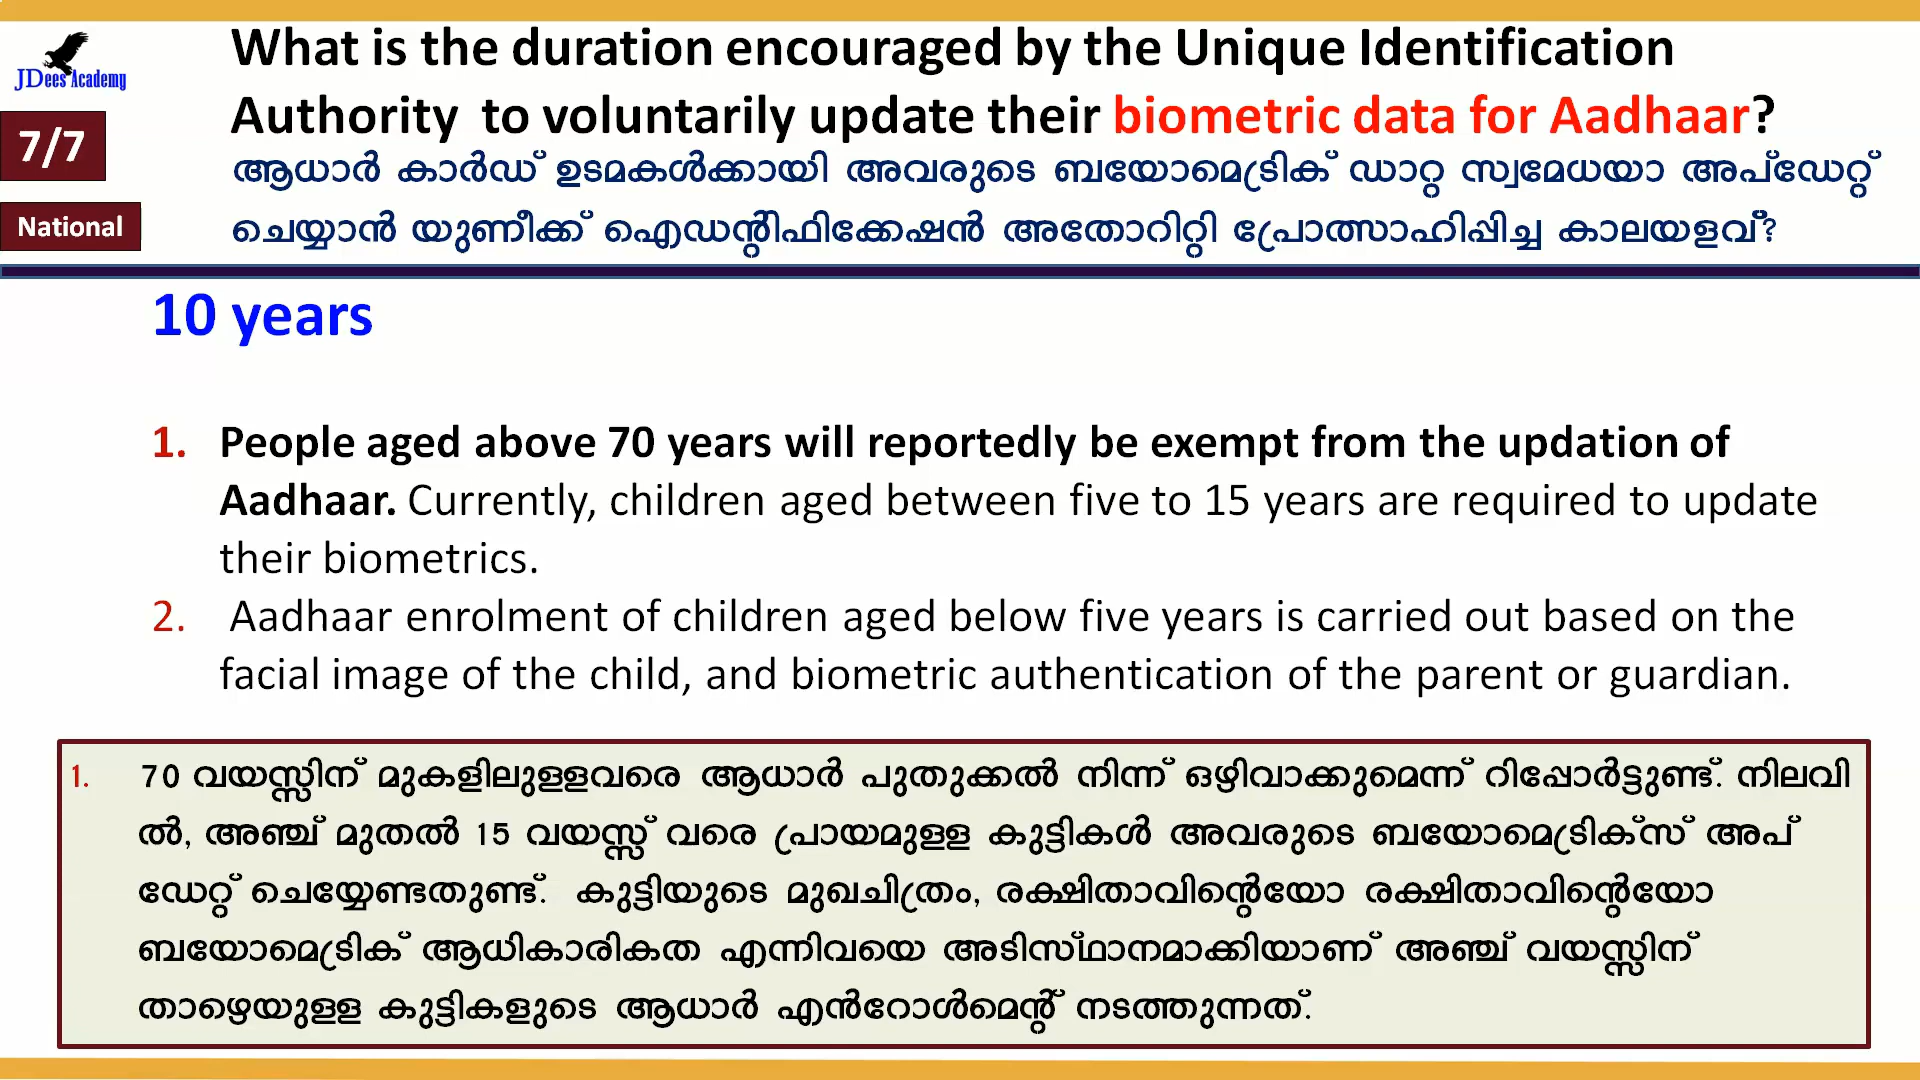 JDees Academy
7/7
National
What is the duration encouraged by the Unique Identification
Authority to voluntarily update their biometric data for Aadhaar?
ആധാർ കാർഡ് ഉടമകൾക്കായി അവരുടെ ബയോമെട്രിക് ഡാറ്റ സ്വമേധയാ അപ്ഡേറ്റ്
ചെയ്യാൻ യുണീക്ക് ഐഡന്റിഫിക്കേഷൻ അതോറിറ്റി പ്രോത്സാഹിപ്പിച്ച കാലയളവ്?
10 years
1. People aged above 70 years will reportedly be exempt from the updation of
Aadhaar. Currently, children aged between five to 15 years are required to update
their biometrics.
2. Aadhaar enrolment of children aged below five years is carried out based on the
facial image of the child, and biometric authentication of the parent or guardian.
1. 70 വയസ്സിന് മുകളിലുള്ളവരെ ആധാർ പുതുക്കൽ നിന്ന് ഒഴിവാക്കുമെന്ന് റിപ്പോർട്ടുണ്ട്. നിലവി
ൽ, അഞ്ച് മുതൽ 15 വയസ്സ് വരെ പ്രായമുള്ള കുട്ടികൾ അവരുടെ ബയോമെട്രിക്സ് അപ്
ഡേറ്റ് ചെയ്യേണ്ടതുണ്ട്. കുട്ടിയുടെ മുഖചിത്രം, രക്ഷിതാവിന്റെയോ രക്ഷിതാവിന്റെയോ
ബയോമെട്രിക് ആധികാരികത എന്നിവയെ അടിസ്ഥാനമാക്കിയാണ് അഞ്ച് വയസ്സിന്
താഴെയുള്ള കുട്ടികളുടെ ആധാർ എൻറോൾമെന്റ് നടത്തുന്നത്.